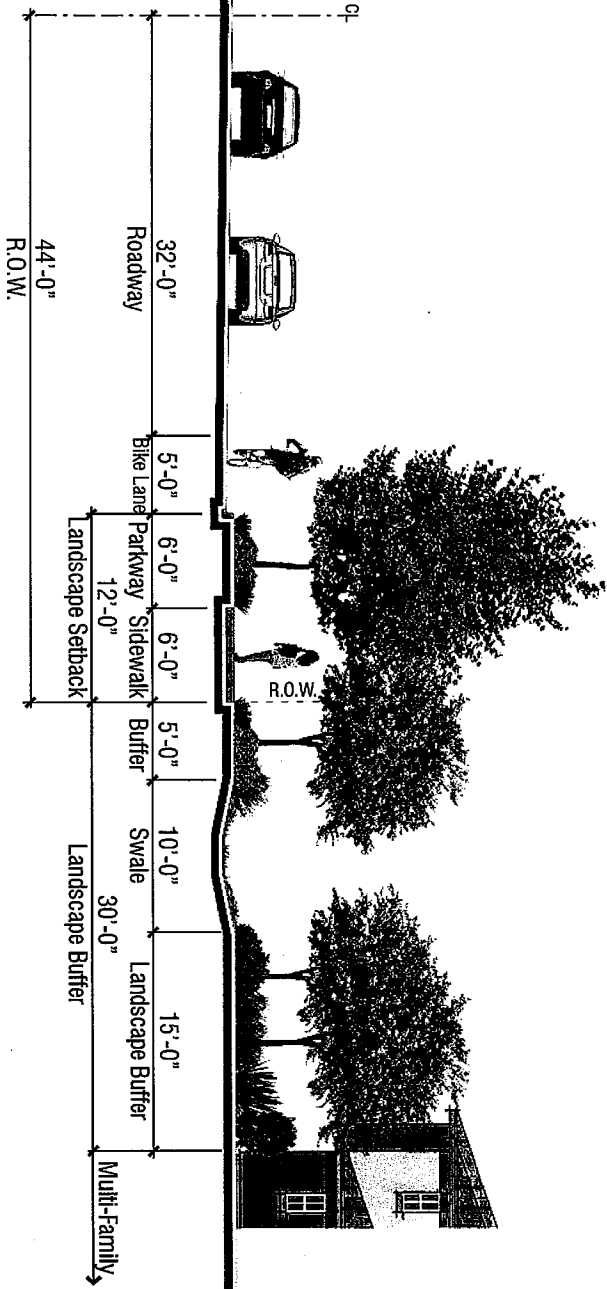 CL
R.O.W.
32'-0"
Roadway
5'-0"
Bike Lane
6'-0"
Parkway
6'-0"
Sidewalk
5'-0"
Buffer
10'-0"
Swale
15'-0"
Landscape Buffer
12'-0"
Landscape Setback
30'-0"
Landscape Buffer
Multi-Family
44'-0"
R.O.W.